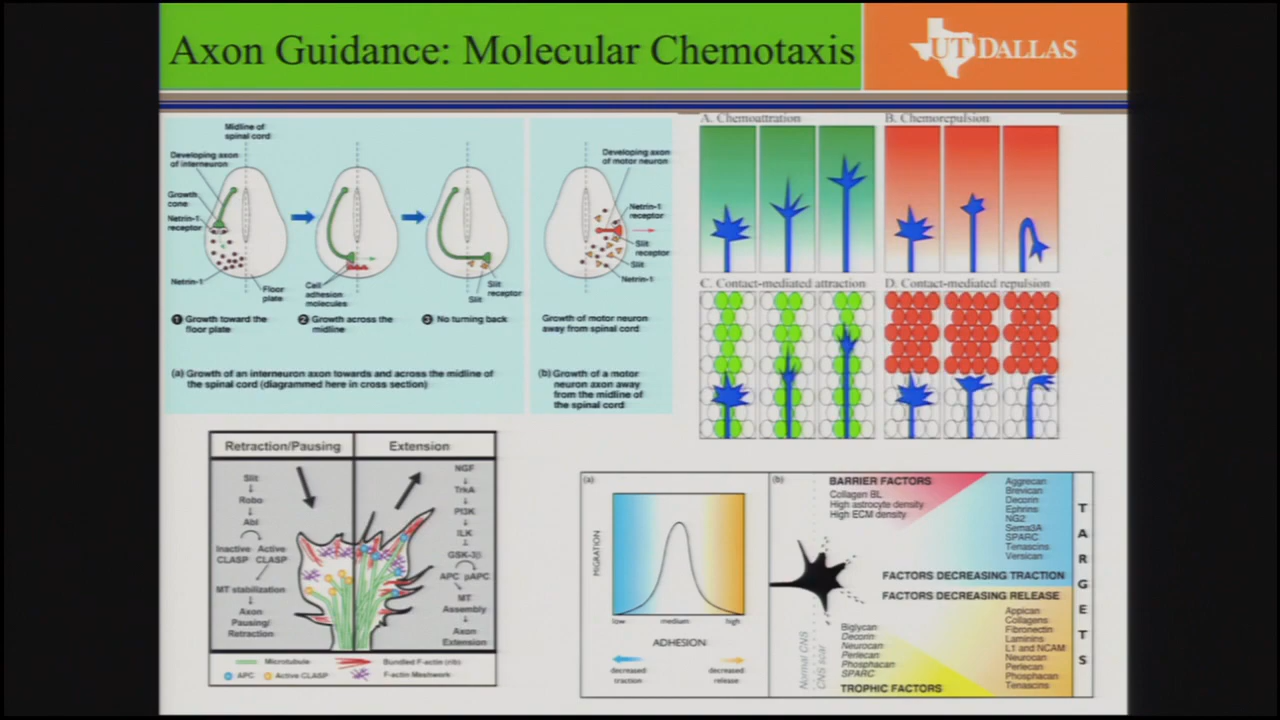 Axon Guidance: Molecular Chemotaxis
UT DALLAS
Midline of
spinal cord
Developing axon
of interneuron
Growth
cone
Netrin-1
receptor
Netrin-1
Floor
plate
Cell
adhesion
molecules
Slit
Slit
receptor
1 Growth toward the
floor plate
2 Growth across the
midline
3 No turning back
(a) Growth of an interneuron axon towards and across the midline of
the spinal cord (diagrammed here in cross section)
Developing axon
of motor neuron
Netrin-1
receptor
Slit
receptor
Slit
Netrin-1
Growth of motor neuron
away from spinal cord
(b) Growth of a motor
neuron axon away
from the midline of
the spinal cord
A. Chemoattration
B. Chemorepulsion
C. Contact-mediated attraction
D. Contact-mediated repulsion
Retraction/Pausing
Extension
Slit
Robo
Abl
Inactive Active
CLASP CLASP
MT stabilization
Axon
Pausing/
Retraction
NGF
TrkA
PI3K
ILK
GSK-3β
APC pAPC
MT
Assembly
Axon
Extension
Microtubule
Bundled F-actin (rib)
APC
Active CLASP
F-actin Meshwork
(a)
MIGRATION
low medium high
ADHESION
decreased
traction
decreased
release
(b)
BARRIER FACTORS
Collagen BL
High astrocyte density
High ECM density
Aggrecan
Brevican
Decorin
Ephrins
NG2
Sema3A
SPARC
Tenascins
Versican
FACTORS DECREASING TRACTION
FACTORS DECREASING RELEASE
Appican
Collagens
Fibronectin
Laminins
L1 and NCAM
Neurocan
Perlecan
Phosphacan
Tenascins
Biglycan
Decorin
Neurocan
Perlecan
Phosphacan
SPARC
TROPHIC FACTORS
Normal CNS
CNS scar
TARGETS